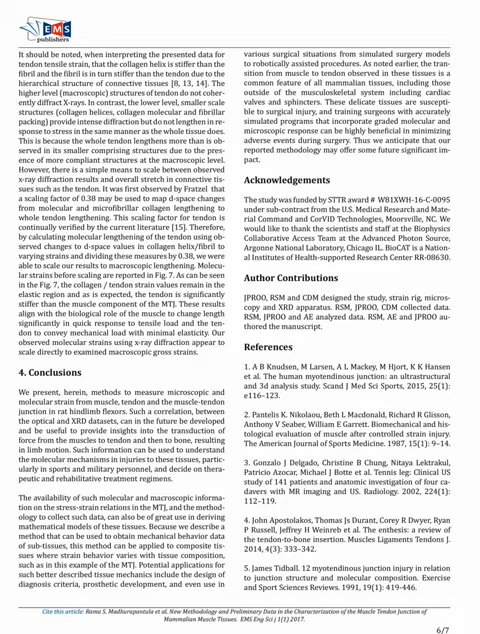 EMS
publishers
It should be noted, when interpreting the presented data for
tendon tensile strain, that the collagen helix is stiffer than the
fibril and the fibril is in turn stiffer than the tendon due to the
hierarchical structure of connective tissues [8, 13, 14]. The
higher level (macroscopic) structures of tendon do not coher-
ently diffract X-rays. In contrast, the lower level, smaller scale
structures (collagen helices, collagen molecular and fibrillar
packing) provide intense diffraction but do not lengthen in re-
sponse to stress in the same manner as the whole tissue does.
This is because the whole tendon lengthens more than is ob-
served in its smaller comprising structures due to the pres-
ence of more compliant structures at the macroscopic level.
However, there is a simple means to scale between observed
x-ray diffraction results and overall stretch in connective tis-
sues such as the tendon. It was first observed by Fratzel that
a scaling factor of 0.38 may be used to map d-space changes
from molecular and microfibrillar collagen lengthening to
whole tendon lengthening. This scaling factor for tendon is
continually verified by the current literature [15]. Therefore,
by calculating molecular lengthening of the tendon using ob-
served changes to d-space values in collagen helix/fibril to
varying strains and dividing these measures by 0.38, we were
able to scale our results to macroscopic lengthening. Molecu-
lar strains before scaling are reported in Fig. 7. As can be seen
in the Fig. 7, the collagen / tendon strain values remain in the
elastic region and as is expected, the tendon is significantly
stiffer than the muscle component of the MTJ. These results
align with the biological role of the muscle to change length
significantly in quick response to tensile load and the ten-
don to convey mechanical load with minimal elasticity. Our
observed molecular strains using x-ray diffraction appear to
scale directly to examined macroscopic gross strains.
4. Conclusions
We present, herein, methods to measure microscopic and
molecular strain from muscle, tendon and the muscle-tendon
junction in rat hindlimb flexors. Such a correlation, between
the optical and XRD datasets, can in the future be developed
and be useful to provide insights into the transduction of
force from the muscles to tendon and then to bone, resulting
in limb motion. Such information can be used to understand
the molecular mechanisms in injuries to these tissues, partic-
ularly in sports and military personnel, and decide on thera-
peutic and rehabilitative treatment regimens.
The availability of such molecular and macroscopic informa-
tion on the stress-strain relations in the MTJ, and the method-
ology to collect such data, can also be of great use in deriving
mathematical models of these tissues. Because we describe a
method that can be used to obtain mechanical behavior data
of sub-tissues, this method can be applied to composite tis-
sues where strain behavior varies with tissue composition,
such as in this example of the MTJ. Potential applications for
such better described tissue mechanics include the design of
diagnosis criteria, prosthetic development, and even use in
various surgical situations from simulated surgery models
to robotically assisted procedures. As noted earlier, the tran-
sition from muscle to tendon observed in these tissues is a
common feature of all mammalian tissues, including those
outside of the musculoskeletal system including cardiac
valves and sphincters. These delicate tissues are suscepti-
ble to surgical injury, and training surgeons with accurately
simulated programs that incorporate graded molecular and
microscopic response can be highly beneficial in minimizing
adverse events during surgery. Thus we anticipate that our
reported methodology may offer some future significant im-
pact.
Acknowledgements
The study was funded by STTR award # W81XWH-16-C-0095
under sub-contract from the U.S. Medical Research and Mate-
rial Command and CorVID Technologies, Moorsville, NC. We
would like to thank the scientists and staff at the Biophysics
Collaborative Access Team at the Advanced Photon Source,
Argonne National Laboratory, Chicago IL. BioCAT is a Nation-
al Institutes of Health-supported Research Center RR-08630.
Author Contributions
JPROO, RSM and CDM designed the study, strain rig, micros-
copy and XRD apparatus. RSM, JPROO, CDM collected data.
RSM, JPROO and AE analyzed data. RSM, AE and JPROO au-
thored the manuscript.
References
1. A B Knudsen, M Larsen, A L Mackey, M Hjort, K K Hansen
et al. The human myotendinous junction: an ultrastructural
and 3d analysis study. Scand J Med Sci Sports, 2015, 25(1):
e116–123.
2. Pantelis K. Nikolaou, Beth L Macdonald, Richard R Glisson,
Anthony V Seaber, William E Garrett. Biomechanical and his-
tological evaluation of muscle after controlled strain injury.
The American Journal of Sports Medicine. 1987, 15(1): 9–14.
3. Gonzalo J Delgado, Christine B Chung, Nitaya Lektrakul,
Patricio Azocar, Michael J Botte et al. Tennis leg: Clinical US
study of 141 patients and anatomic investigation of four ca-
davers with MR imaging and US. Radiology. 2002, 224(1):
112–119.
4. John Apostolakos, Thomas Js Durant, Corey R Dwyer, Ryan
P Russell, Jeffrey H Weinreb et al. The enthesis: a review of
the tendon-to-bone insertion. Muscles Ligaments Tendons J.
2014, 4(3): 333–342.
5. James Tidball. 12 myotendinous junction injury in relation
to junction structure and molecular composition. Exercise
and Sport Sciences Reviews. 1991, 19(1): 419-446.
Cite this article: Rama S. Madhurapantula et al. New Methodology and Preliminary Data in the Characterization of the Muscle Tendon Junction of
Mammalian Muscle Tissues. EMS Eng Sci j 1(1) 2017.
6/7